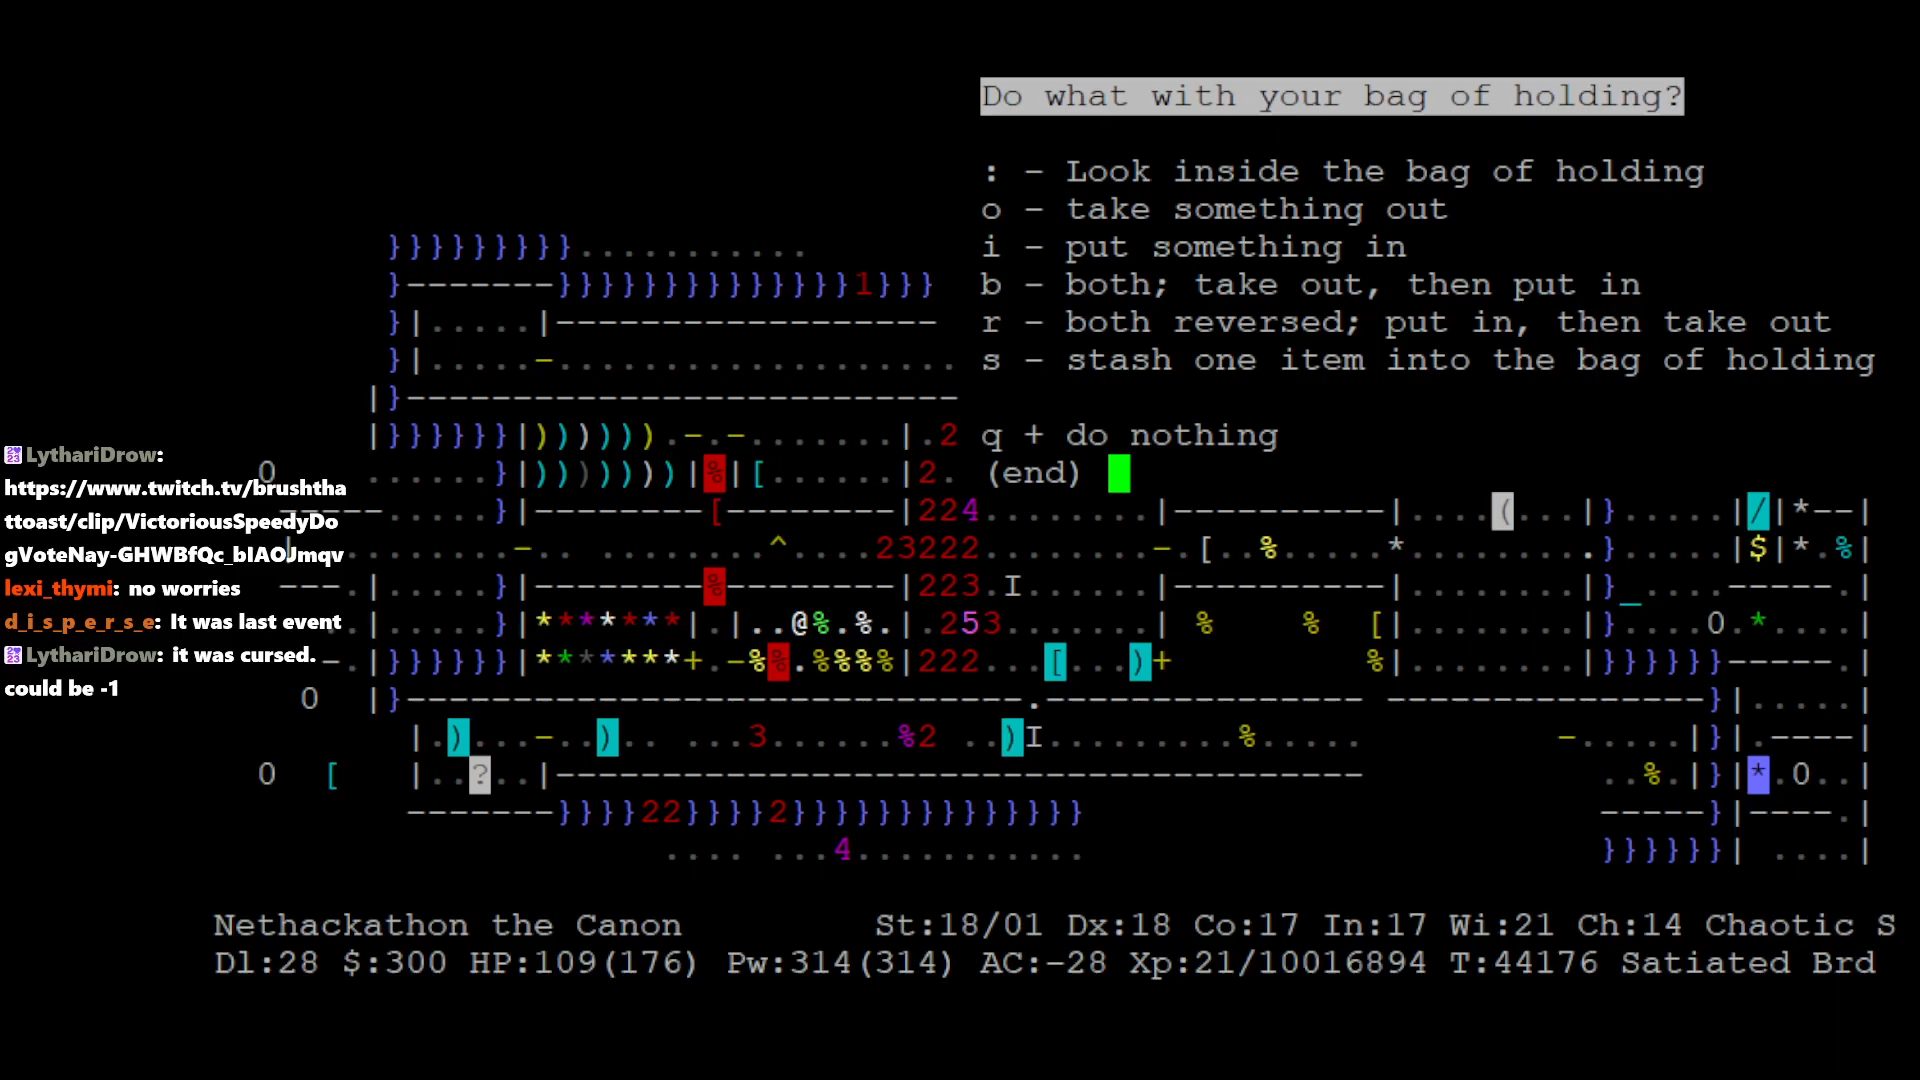 Do what with your bag of holding?
: - Look inside the bag of holding
o - take something out
i - put something in
b - both; take out, then put in
r - both reversed; put in, then take out
s - stash one item into the bag of holding
q + do nothing
(end)
LythariDrow:
https://www.twitch.tv/brushtha
ttoast/clip/VictoriousSpeedyDo
gVoteNay-GHWBfQc_bIAOJmqv
lexi_thymi: no worries
d_i_s_p_e_r_s_e: It was last event
LythariDrow: it was cursed.
could be -1
Nethackathon the Canon St:18/01 Dx:18 Co:17 In:17 Wi:21 Ch:14 Chaotic S
Dl:28 $:300 HP:109(176) Pw:314(314) AC:-28 Xp:21/10016894 T:44176 Satiated Brd